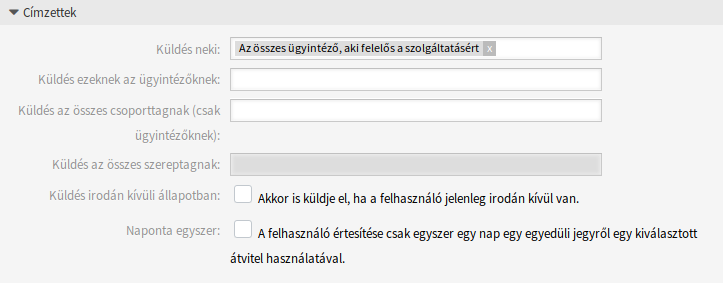 Címzettek
Küldés neki: Az összes ügyintéző, aki felelős a szolgáltatásért x
Küldés ezeknek az ügyintézőknek:
Küldés az összes csoporttagnak (csak
ügyintézőknek):
Küldés az összes szereptagnak:
Küldés irodán kívüli állapotban: Akkor is küldje el, ha a felhasználó jelenleg irodán kívül van.
Naponta egyszer: A felhasználó értesítése csak egyszer egy nap egy egyedüli jegyről egy kiválasztott
átvitel használatával.